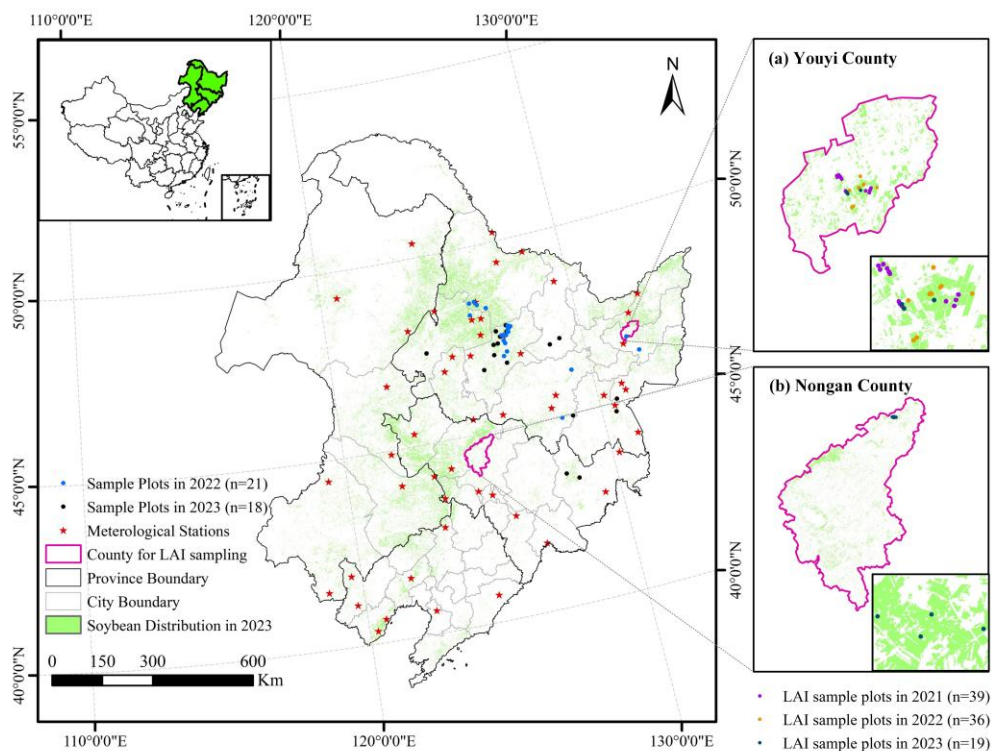 110°0'0"E
120°0'0"E
130°0'0"E
55°0'0"N
50°0'0"N
45°0'0"N
40°0'0"N
N
50°0'0"N
45°0'0"N
40°0'0"N
Sample Plots in 2022 (n=21)
Sample Plots in 2023 (n=18)
Meterological Stations
County for LAI sampling
Province Boundary
City Boundary
Soybean Distribution in 2023
0 150 300 600
Km
110°0'0"E
120°0'0"E
130°0'0"E
(a) Youyi County
(b) Nongan County
LAI sample plots in 2021 (n=39)
LAI sample plots in 2022 (n=36)
LAI sample plots in 2023 (n=19)